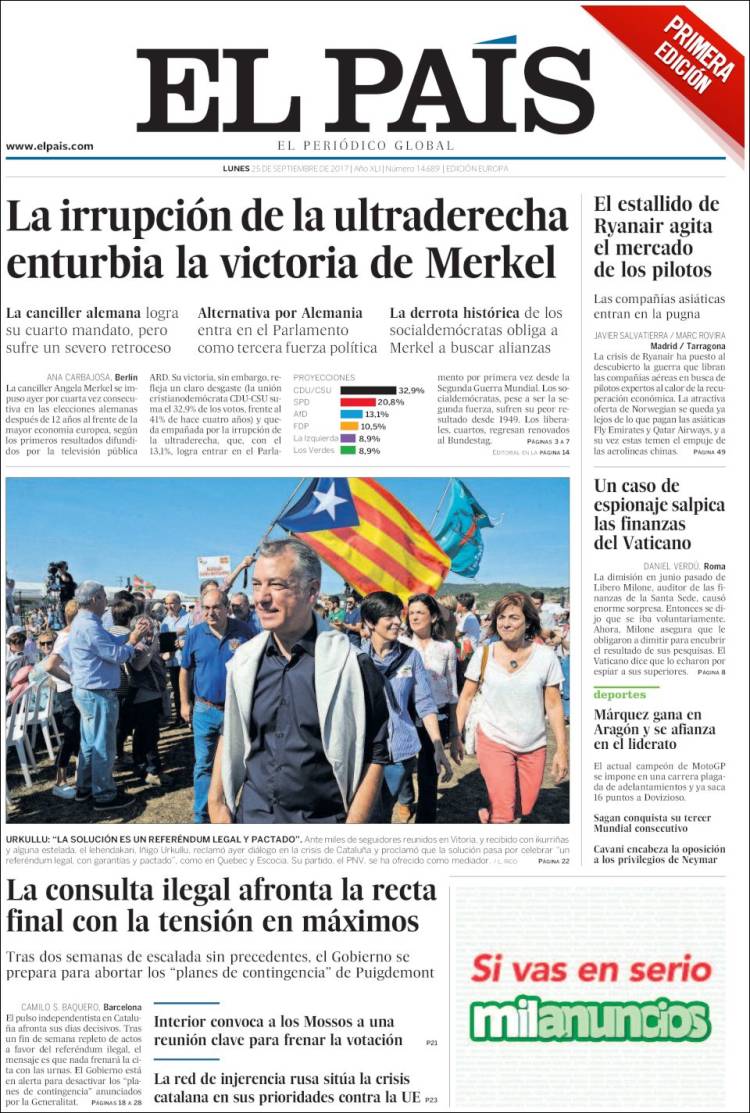 PRIMERA
EDICIÓN
EL PAÍS
www.elpais.com
EL PERIÓDICO GLOBAL
LUNES 25 DE SEPTIEMBRE DE 2017 | Año XLI | Número 14.689 | EDICIÓN EUROPA
La irrupción de la ultraderecha
enturbia la victoria de Merkel
La canciller alemana logra
su cuarto mandato, pero
sufre un severo retroceso
Alternativa por Alemania
entra en el Parlamento
como tercera fuerza política
La derrota histórica de los
socialdemócratas obliga a
Merkel a buscar alianzas
ANA CARBAJOSA, Berlín
La canciller Angela Merkel se impuso
ayer por cuarta vez consecutiva
en las elecciones alemanas
después de 12 años al frente de la
mayor economía europea, según
los primeros resultados difundidos
por la televisión pública
ARD. Su victoria, sin embargo, refleja
un claro desgaste (la unión
cristianodemócrata CDU-CSU suma
el 32,9% de los votos, frente al
41% de hace cuatro años) y queda
empañada por la irrupción de
la ultraderecha, que, con el
13,1%, logra entrar en el Parlamento
por primera vez desde la
Segunda Guerra Mundial. Los socialdemócratas,
pese a ser la segunda
fuerza, sufren su peor resultado
desde 1949. Los liberales,
cuartos, regresan renovados
al Bundestag. PÁGINAS 3 A 7
EDITORIAL EN LA PÁGINA 14
PROYECCIONES
CDU/CSU 32,9%
SPD 20,8%
AfD 13,1%
FDP 10,5%
La Izquierda 8,9%
Los Verdes 8,9%
El estallido de
Ryanair agita
el mercado
de los pilotos
Las compañías asiáticas
entran en la pugna
JAVIER SALVATIERRA / MARC ROVIRA
Madrid / Tarragona
La crisis de Ryanair ha puesto al
descubierto la guerra que libran
las compañías aéreas en busca de
pilotos expertos al calor de la recuperación
económica. La atractiva
oferta de Norwegian se queda ya
lejos de lo que pagan las asiáticas
Fly Emirates y Qatar Airways, y a
su vez estas temen el empuje de
las aerolíneas chinas. PÁGINA 49
Un caso de
espionaje salpica
las finanzas
del Vaticano
DANIEL VERDÚ, Roma
La dimisión en junio pasado de
Libero Milone, auditor de las finanzas
de la Santa Sede, causó
enorme sorpresa. Entonces se dijo
que se iba voluntariamente.
Ahora, Milone asegura que le
obligaron a dimitir para encubrir
el resultado de sus pesquisas. El
Vaticano dice que lo echaron por
espiar a sus superiores. PÁGINA 8
deportes
Márquez gana en
Aragón y se afianza
en el liderato
El actual campeón de MotoGP
se impone en una carrera plagada
de adelantamientos y ya saca
16 puntos a Dovizioso.
Sagan conquista su tercer
Mundial consecutivo
Cavani encabeza la oposición
a los privilegios de Neymar
URKULLU: “LA SOLUCIÓN ES UN REFERÉNDUM LEGAL Y PACTADO”. Ante miles de seguidores reunidos en Vitoria, y recibido con ikurriñas
y alguna estelada, el lehendakari, Íñigo Urkullu, reclamó ayer diálogo en la crisis de Cataluña y proclamó que la solución pasa por celebrar “un
referéndum legal, con garantías y pactado”, como en Quebec y Escocia. Su partido, el PNV, se ha ofrecido como mediador. / L. RICO PÁGINA 22
La consulta ilegal afronta la recta
final con la tensión en máximos
Tras dos semanas de escalada sin precedentes, el Gobierno se
prepara para abortar los “planes de contingencia” de Puigdemont
CAMILO S. BAQUERO, Barcelona
El pulso independentista en Cataluña
afronta sus días decisivos. Tras
un fin de semana repleto de actos
a favor del referéndum ilegal, el
mensaje es que nada frenará la cita
con las urnas. El Gobierno está
en alerta para desactivar los “planes
de contingencia” anunciados
por la Generalitat. PÁGINAS 18 A 28
Interior convoca a los Mossos a una
reunión clave para frenar la votación P21
La red de injerencia rusa sitúa la crisis
catalana en sus prioridades contra la UE P23
Si vas en serio
milanuncios